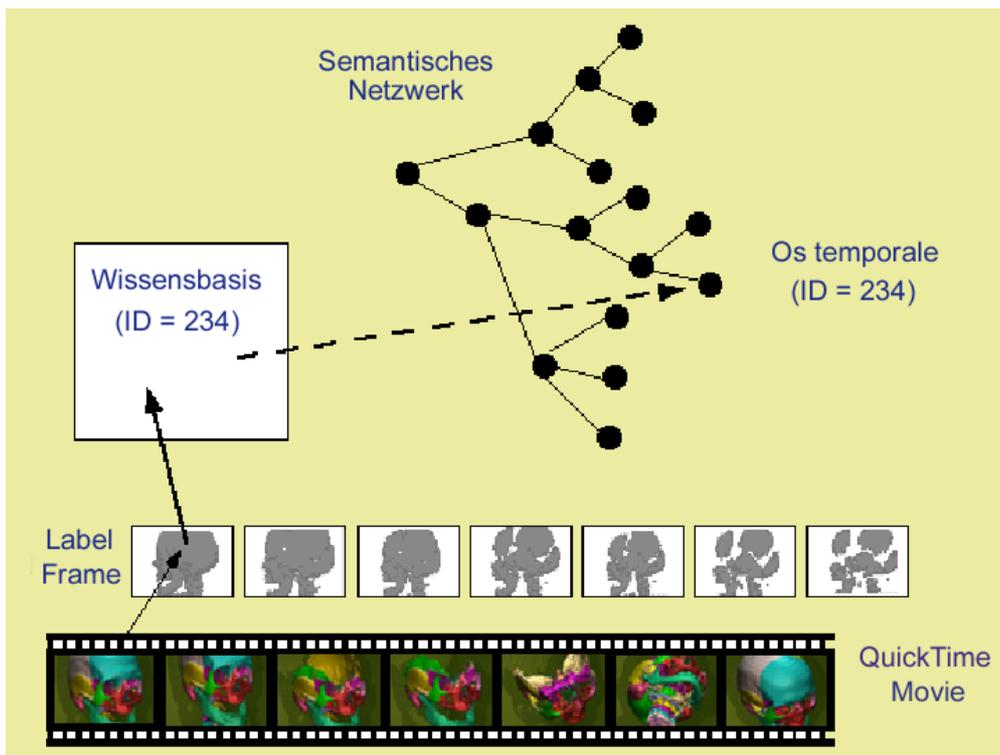 Semantisches
Netzwerk
Wissensbasis
(ID = 234)
Os temporale
(ID = 234)
Label
Frame
QuickTime
Movie